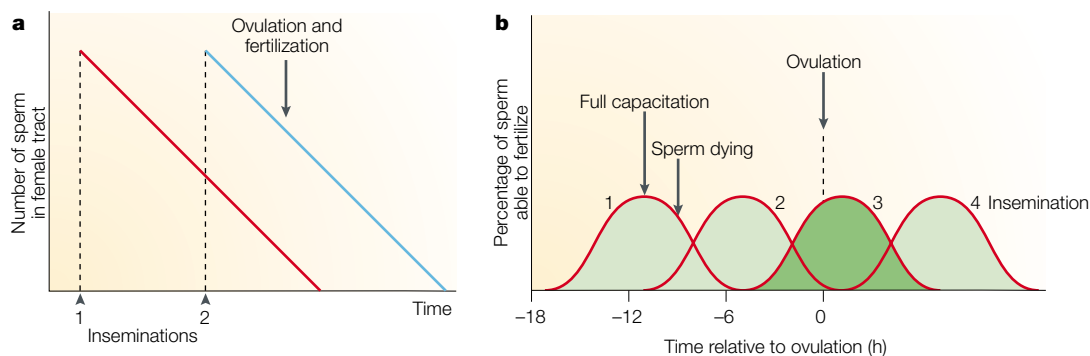 a
Number of sperm
in female tract
Ovulation and
fertilization
1
2
Inseminations
Time
b
Percentage of sperm
able to fertilize
Ovulation
Full capacitation
Sperm dying
1
2
3
4 Insemination
–18
–12
–6
0
Time relative to ovulation (h)